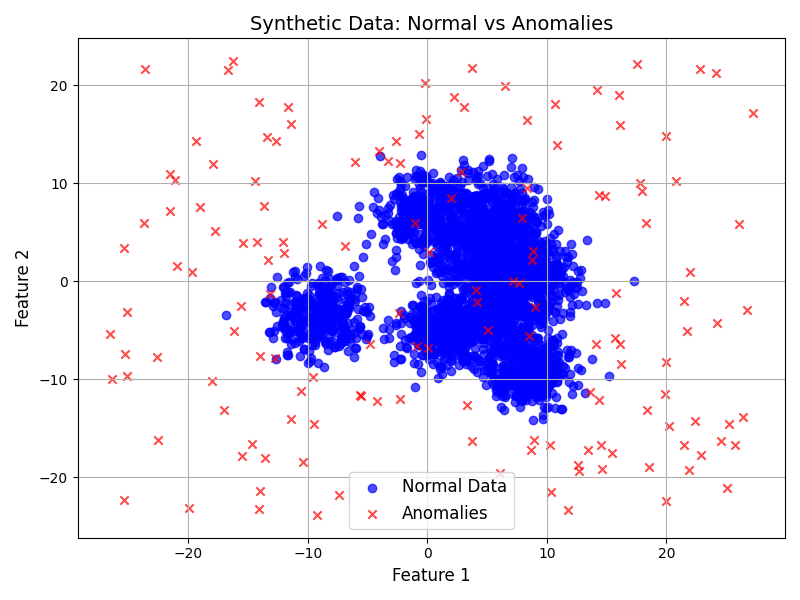 Synthetic Data: Normal vs Anomalies
Feature 2
20
10
0
−10
−20
Normal Data
Anomalies
−20 −10 0 10 20
Feature 1